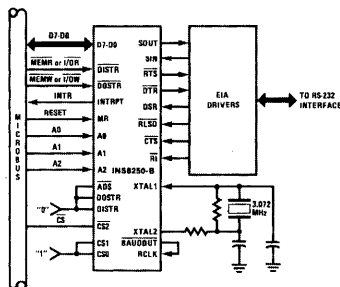 MICROBUS
D7-D0
MEMR or I/OR
MEMW or I/OW
INTR
RESET
A0
A1
A2
"0"
CS
"1"
D7-D0
DISTR
DOSTR
INTRPT
MR
A0
A1
A2
INS8250-B
ADS
DOSTR
DISTR
CS2
CS1
CS0
SOUT
SIN
RTS
DTR
DSR
RLSD
CTS
RI
XTAL1
XTAL2
BAUDOUT
RCLK
EIA
DRIVERS
TO RS-232
INTERFACE
3.072
MHz